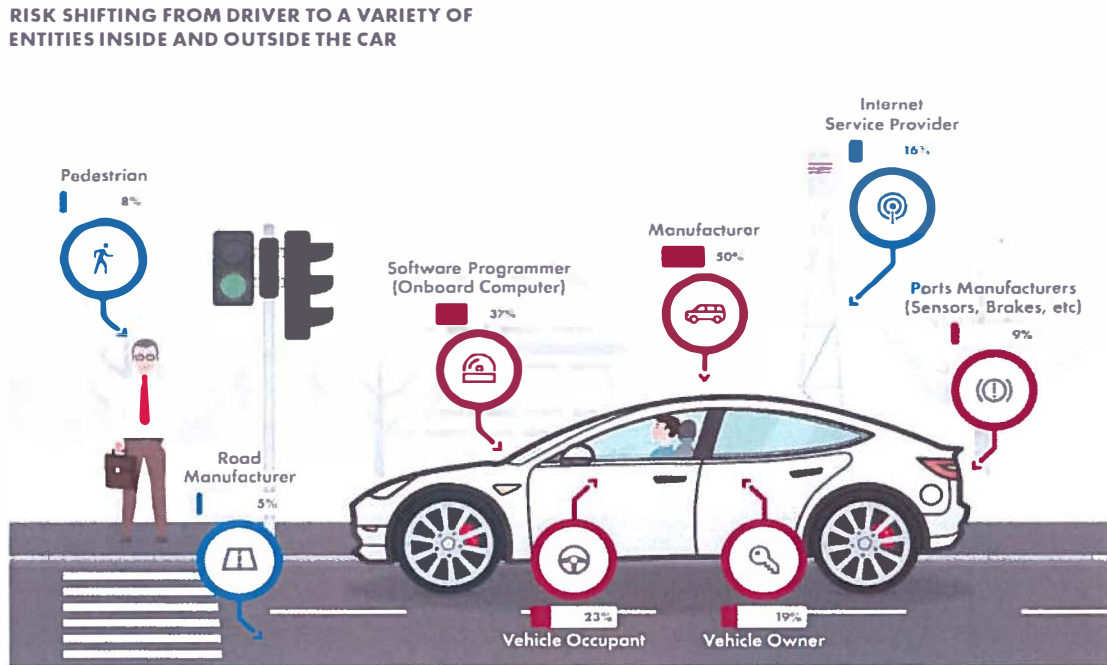 RISK SHIFTING FROM DRIVER TO A VARIETY OF
ENTITIES INSIDE AND OUTSIDE THE CAR
Internet
Service Provider
16%
Pedestrian
8%
Manufacturer
50%
Software Programmer
(Onboard Computer)
37%
Ports Manufacturers
(Sensors, Brakes, etc)
9%
Road
Manufacturer
5%
23%
Vehicle Occupant
19%
Vehicle Owner